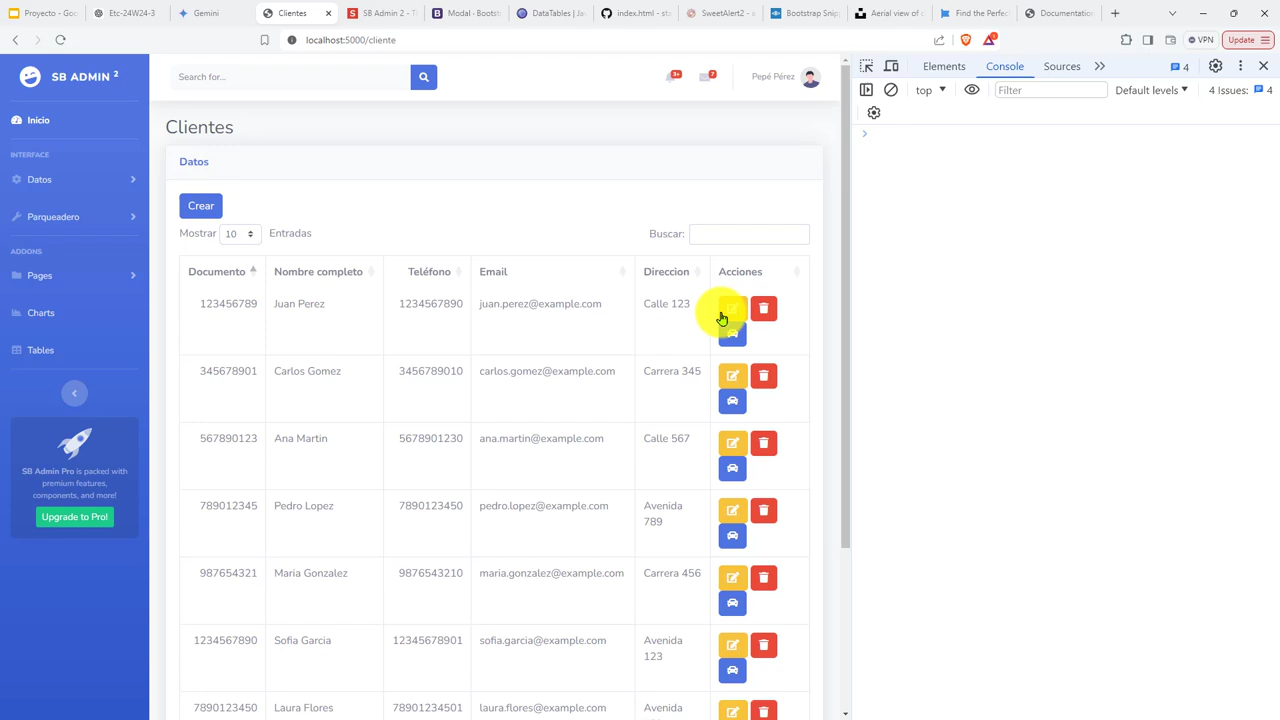 Proyecto - Goo
Etc-24W24-3
Gemini
Clientes
SB Admin 2 - T
Modal · Bootst
DataTables | Ja
index.html - sta
SweetAlert2 - a
Bootstrap Snip
Aerial view of c
Find the Perfec
Documentation
localhost:5000/cliente
VPN
Update
SB ADMIN 2
Inicio
INTERFACE
Datos
Parqueadero
ADDONS
Pages
Charts
Tables
SB Admin Pro is packed with
premium features,
components, and more!
Upgrade to Pro!
Search for...
3+
7
Pepé Pérez
Clientes
Datos
Crear
Mostrar 10 Entradas
Buscar:
Documento Nombre completo Teléfono Email Direccion Acciones
123456789 Juan Perez 1234567890 juan.perez@example.com Calle 123
345678901 Carlos Gomez 3456789010 carlos.gomez@example.com Carrera 345
567890123 Ana Martin 5678901230 ana.martin@example.com Calle 567
789012345 Pedro Lopez 7890123450 pedro.lopez@example.com Avenida
789
987654321 Maria Gonzalez 9876543210 maria.gonzalez@example.com Carrera 456
1234567890 Sofia Garcia 12345678901 sofia.garcia@example.com Avenida
123
7890123450 Laura Flores 78901234501 laura.flores@example.com Avenida
Elements
Console
Sources
4
top
Filter
Default levels
4 Issues: 4